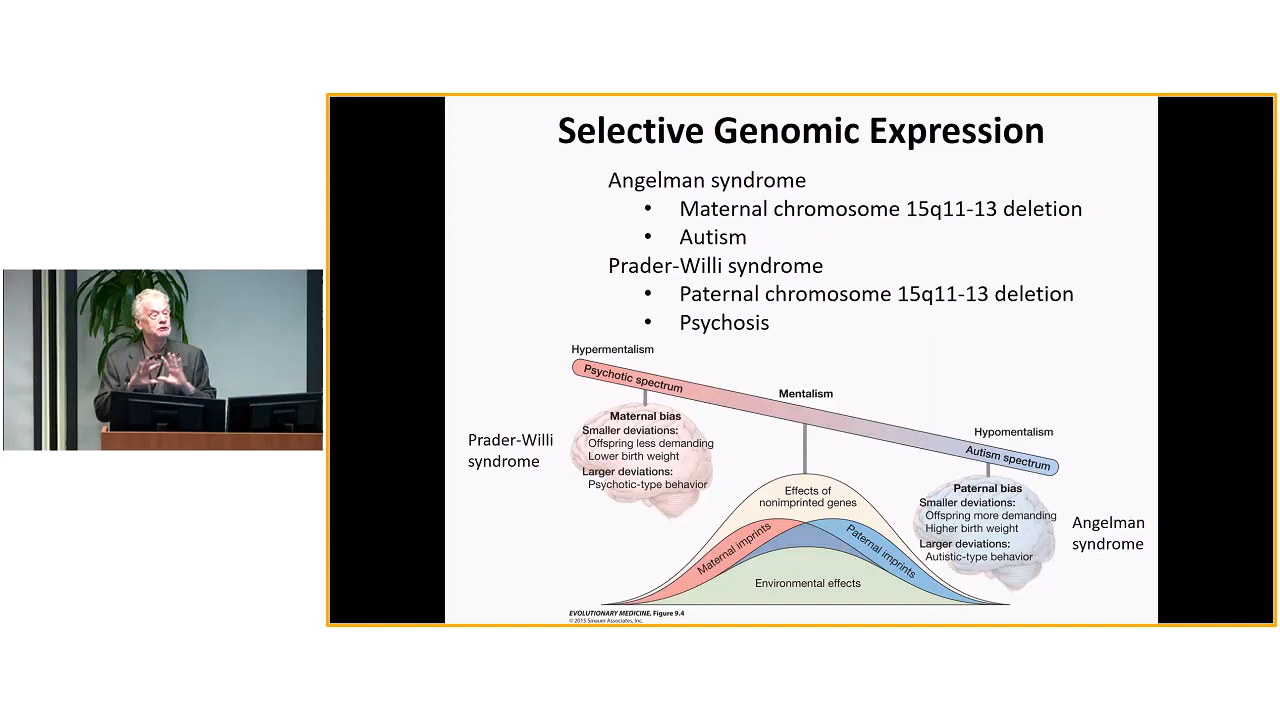 Selective Genomic Expression
Angelman syndrome
• Maternal chromosome 15q11-13 deletion
• Autism
Prader-Willi syndrome
• Paternal chromosome 15q11-13 deletion
• Psychosis
Hypermentalism
Psychotic spectrum
Mentalism
Hypomentalism
Autism spectrum
Prader-Willi
syndrome
Maternal bias
Smaller deviations:
Offspring less demanding
Lower birth weight
Larger deviations:
Psychotic-type behavior
Effects of
nonimprinted genes
Maternal imprints
Paternal imprints
Environmental effects
Paternal bias
Smaller deviations:
Offspring more demanding
Higher birth weight
Larger deviations:
Autistic-type behavior
Angelman
syndrome
EVOLUTIONARY MEDICINE, Figure 9.4
© 2015 Sinauer Associates, Inc.